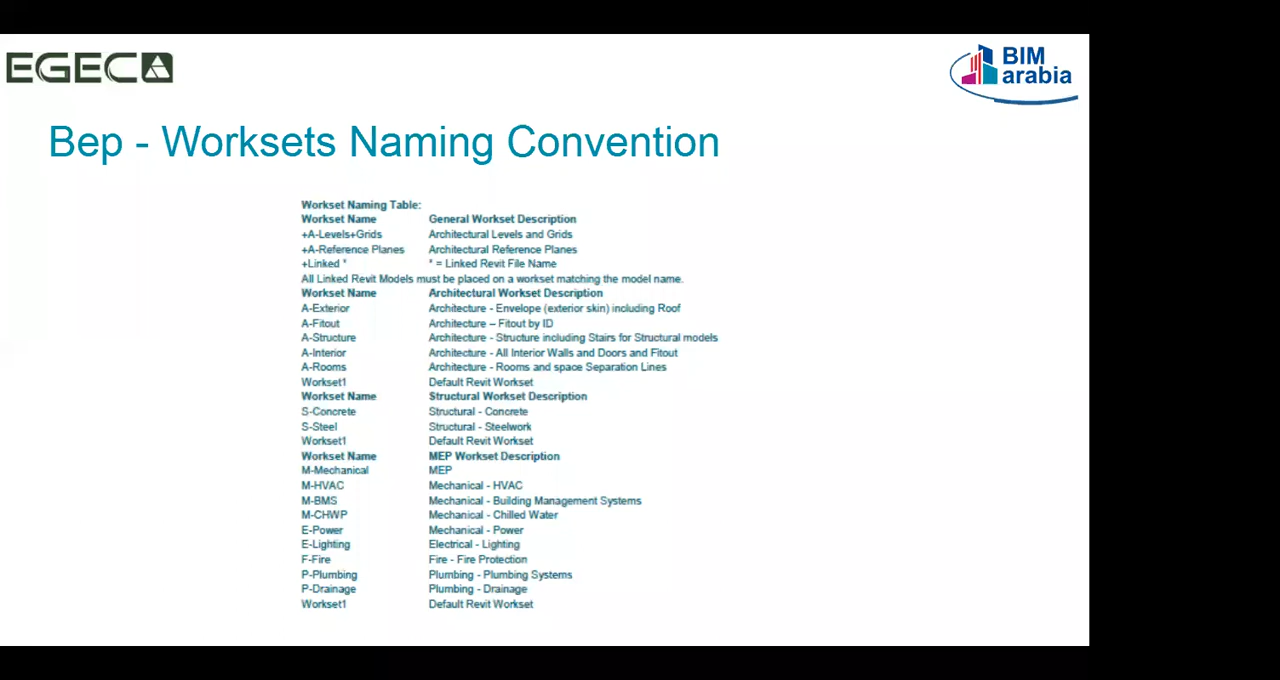 EGEC
BIM
arabia
Bep - Worksets Naming Convention
Workset Naming Table:
Workset Name General Workset Description
+A-Levels+Grids Architectural Levels and Grids
+A-Reference Planes Architectural Reference Planes
+Linked * * = Linked Revit File Name
All Linked Revit Models must be placed on a workset matching the model name.
Workset Name Architectural Workset Description
A-Exterior Architecture - Envelope (exterior skin) including Roof
A-Fitout Architecture – Fitout by ID
A-Structure Architecture - Structure including Stairs for Structural models
A-Interior Architecture - All Interior Walls and Doors and Fitout
A-Rooms Architecture - Rooms and space Separation Lines
Workset1 Default Revit Workset
Workset Name Structural Workset Description
S-Concrete Structural - Concrete
S-Steel Structural - Steelwork
Workset1 Default Revit Workset
Workset Name MEP Workset Description
M-Mechanical MEP
M-HVAC Mechanical - HVAC
M-BMS Mechanical - Building Management Systems
M-CHWP Mechanical - Chilled Water
E-Power Mechanical - Power
E-Lighting Electrical - Lighting
F-Fire Fire - Fire Protection
P-Plumbing Plumbing - Plumbing Systems
P-Drainage Plumbing - Drainage
Workset1 Default Revit Workset